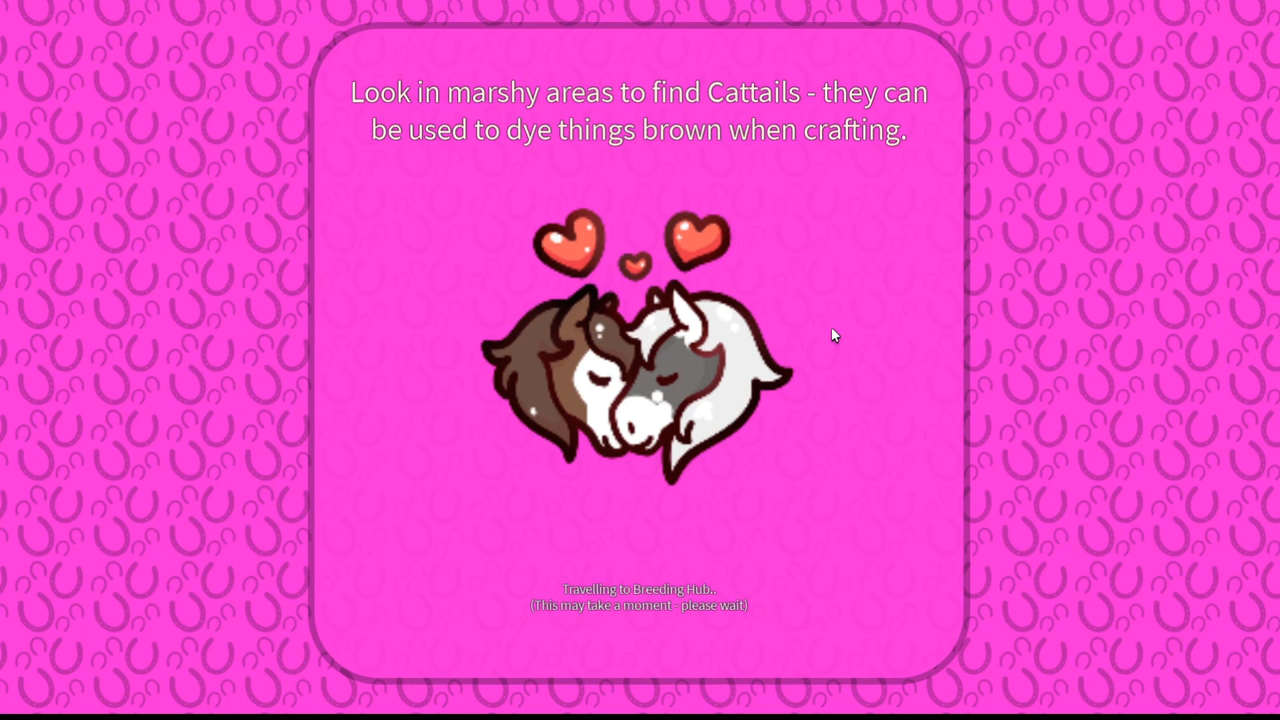 Look in marshy areas to find Cattails - they can
be used to dye things brown when crafting.
Travelling to Breeding Hub..
(This may take a moment - please wait)